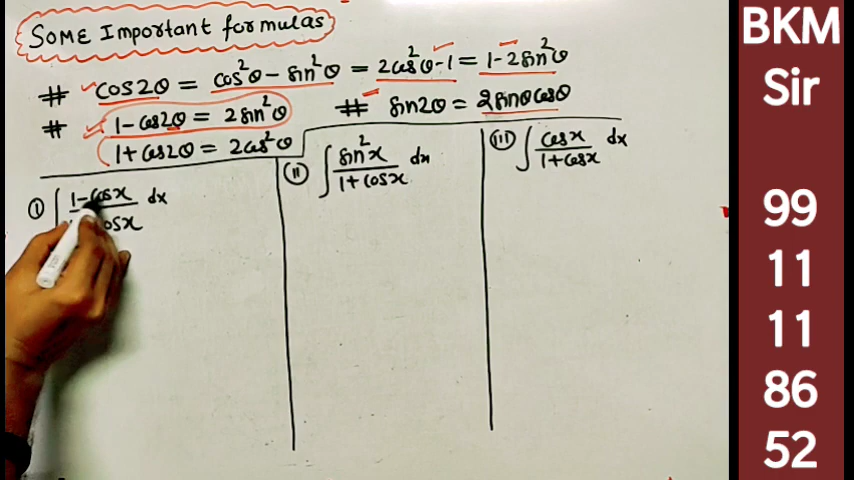 Some Important formulas
# cos2θ = cos²θ - sin²θ = 2cos²θ-1 = 1-2sin²θ
# 1-cos2θ = 2sin²θ
# sin2θ = 2sinθcosθ
1+cos2θ = 2cos²θ
(i) ∫ 1-cosx / osx dx
(ii) ∫ sin²x / 1+cosx dx
(iii) ∫ cosx / 1+cosx dx
BKM
Sir
99
11
11
86
52